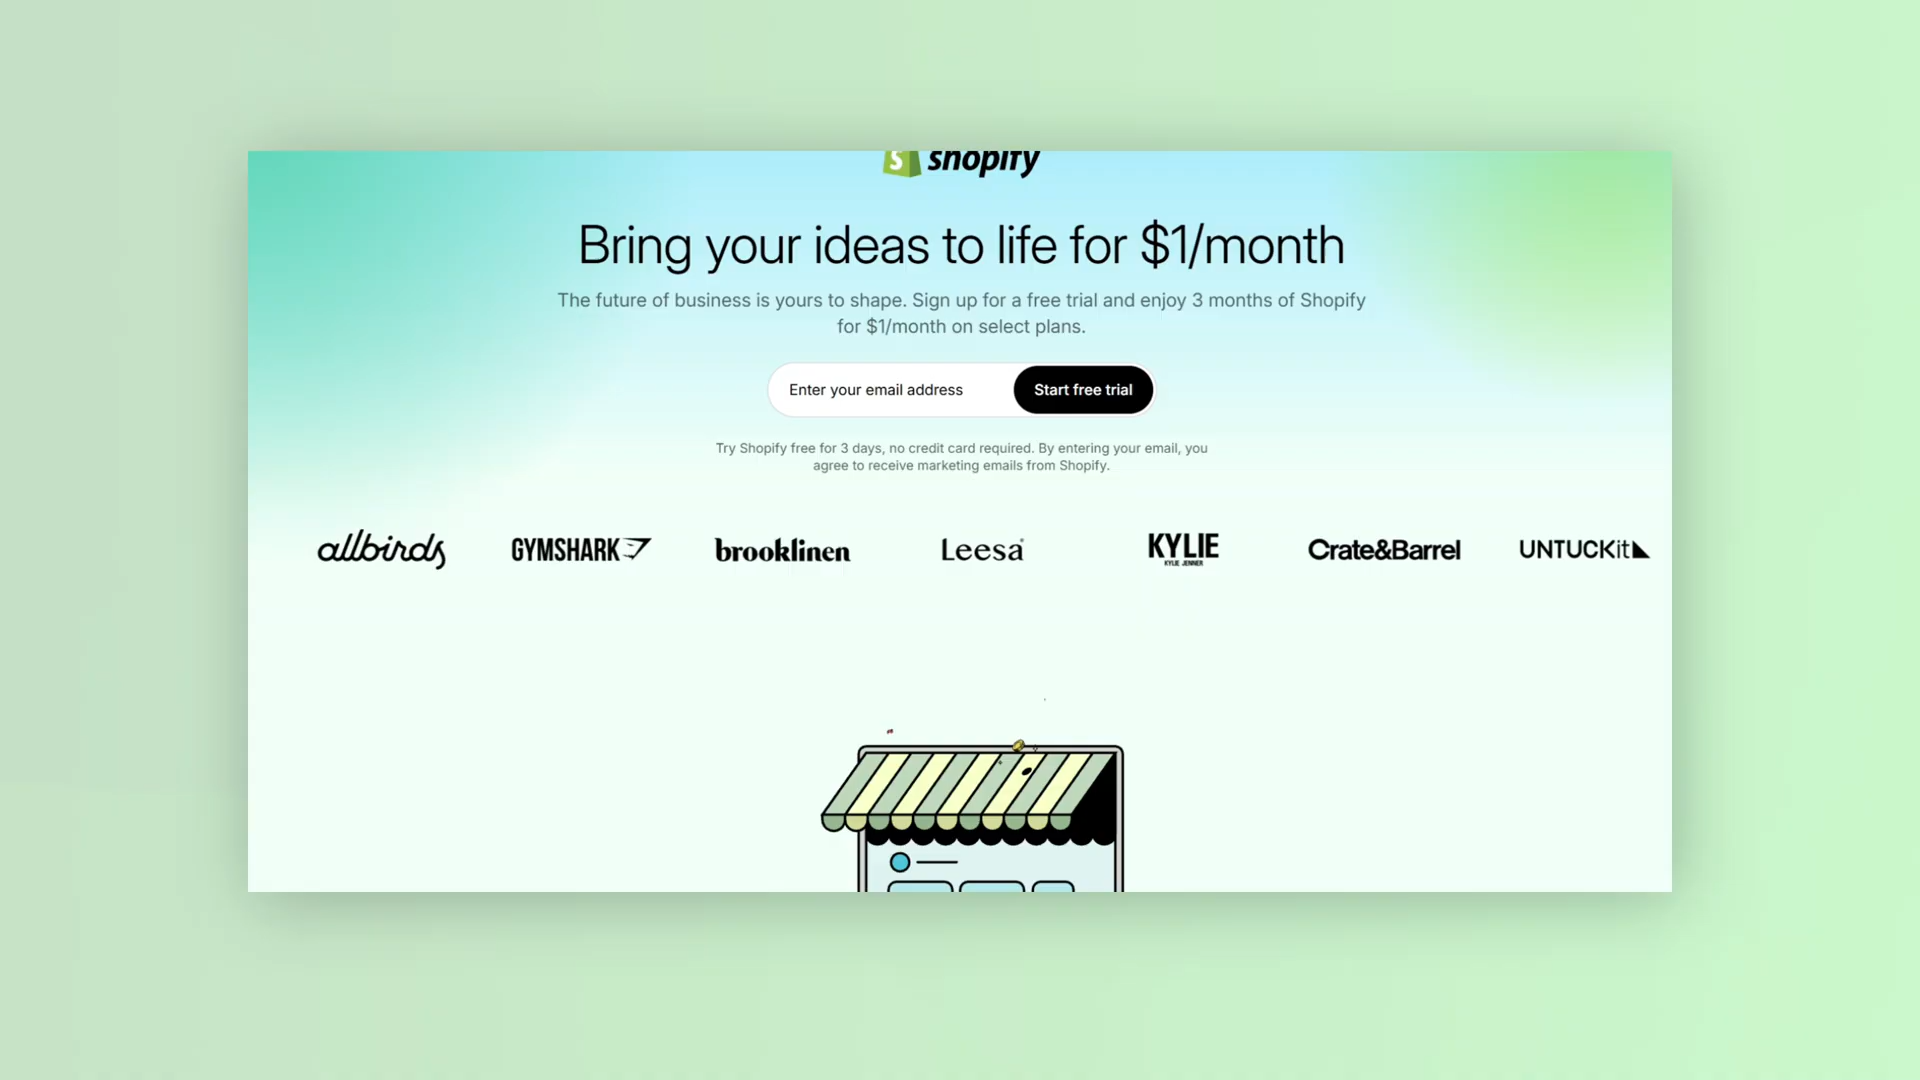 shopify
Bring your ideas to life for $1/month
The future of business is yours to shape. Sign up for a free trial and enjoy 3 months of Shopify
for $1/month on select plans.
Enter your email address
Start free trial
Try Shopify free for 3 days, no credit card required. By entering your email, you
agree to receive marketing emails from Shopify.
allbirds
GYMSHARK
brooklinen
Leesa
KYLIE
KYLIE JENNER
Crate&Barrel
UNTUCKit